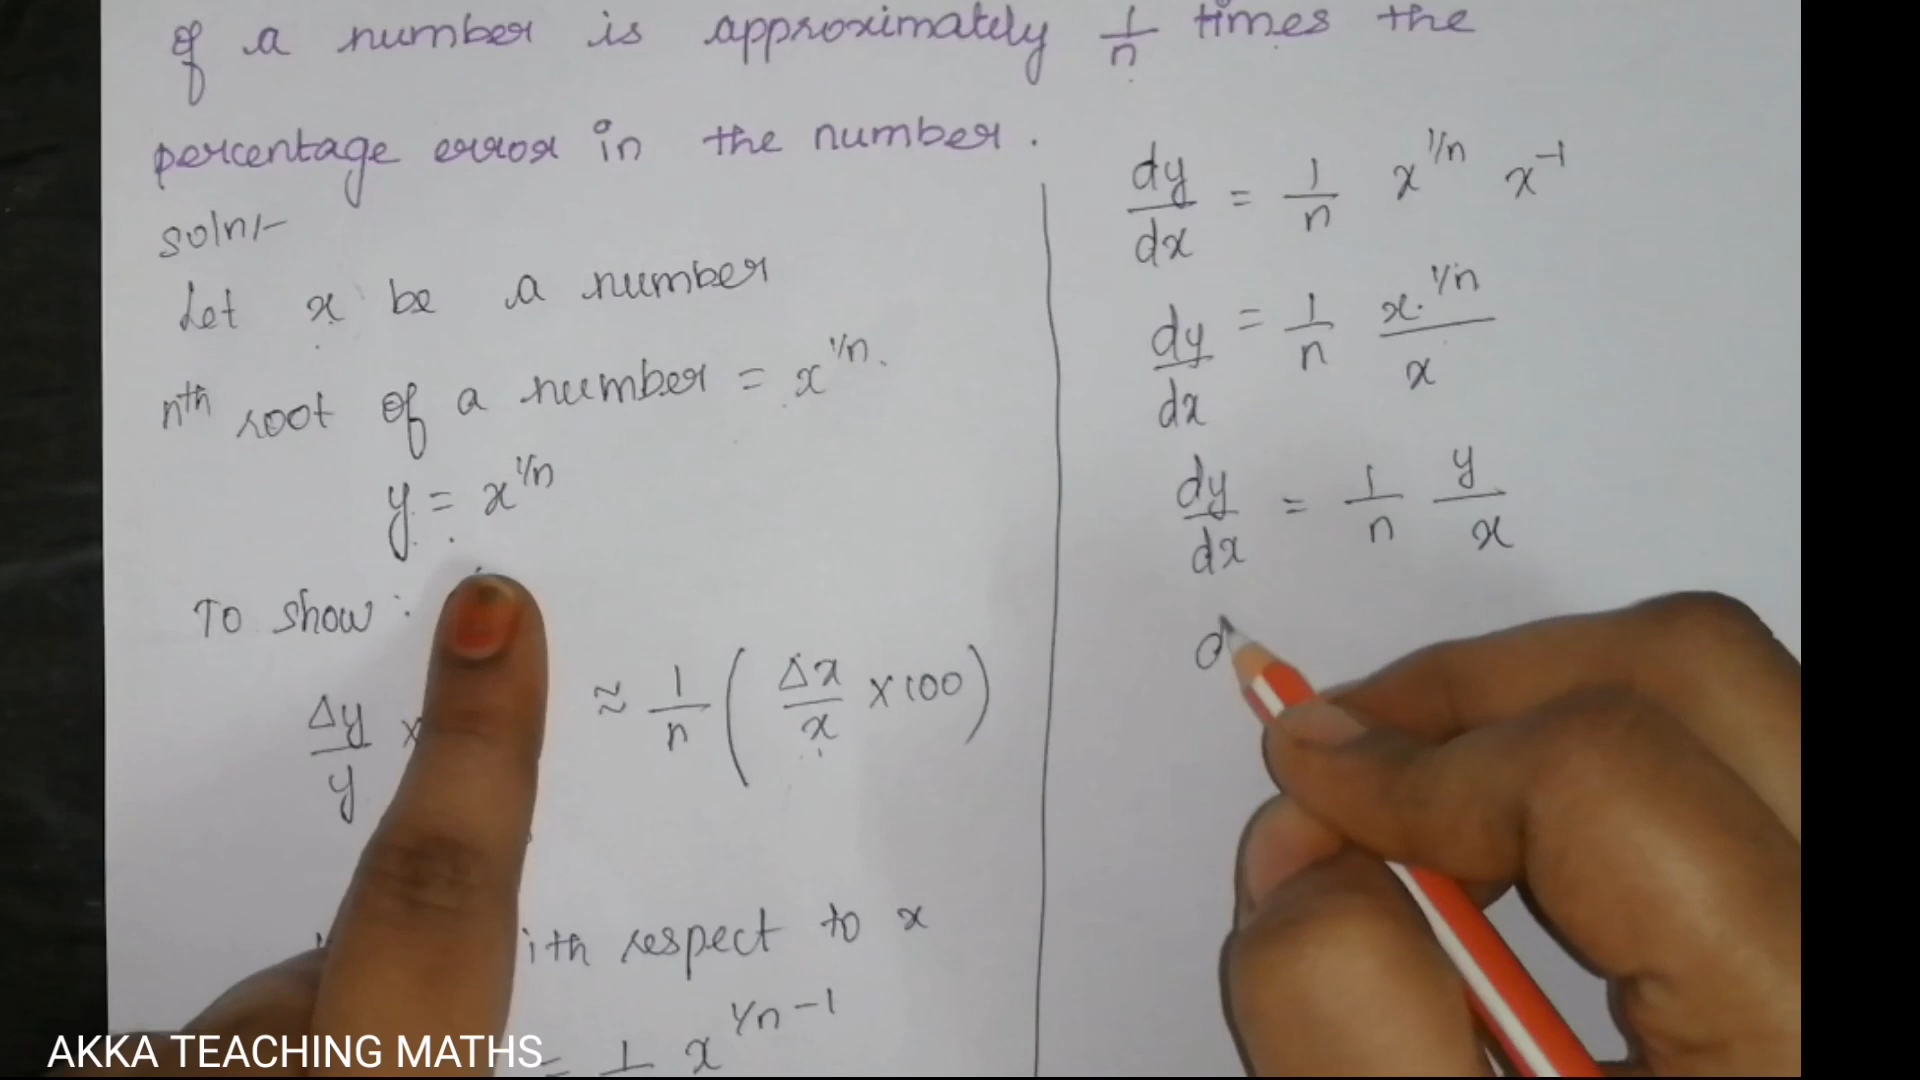 of a number is approximately 1/n times the
percentage error in the number.
soln:-
Let x be a number
nth root of a number = x^1/n.
y = x^1/n
To show:
Δy/y × ≈ 1/n ( Δx/x × 100 )
with respect to x
= 1 x^1/n -1
dy/dx = 1/n x^1/n x^-1
dy/dx = 1/n x.^1/n / x
dy/dx = 1/n y/x
d
AKKA TEACHING MATHS